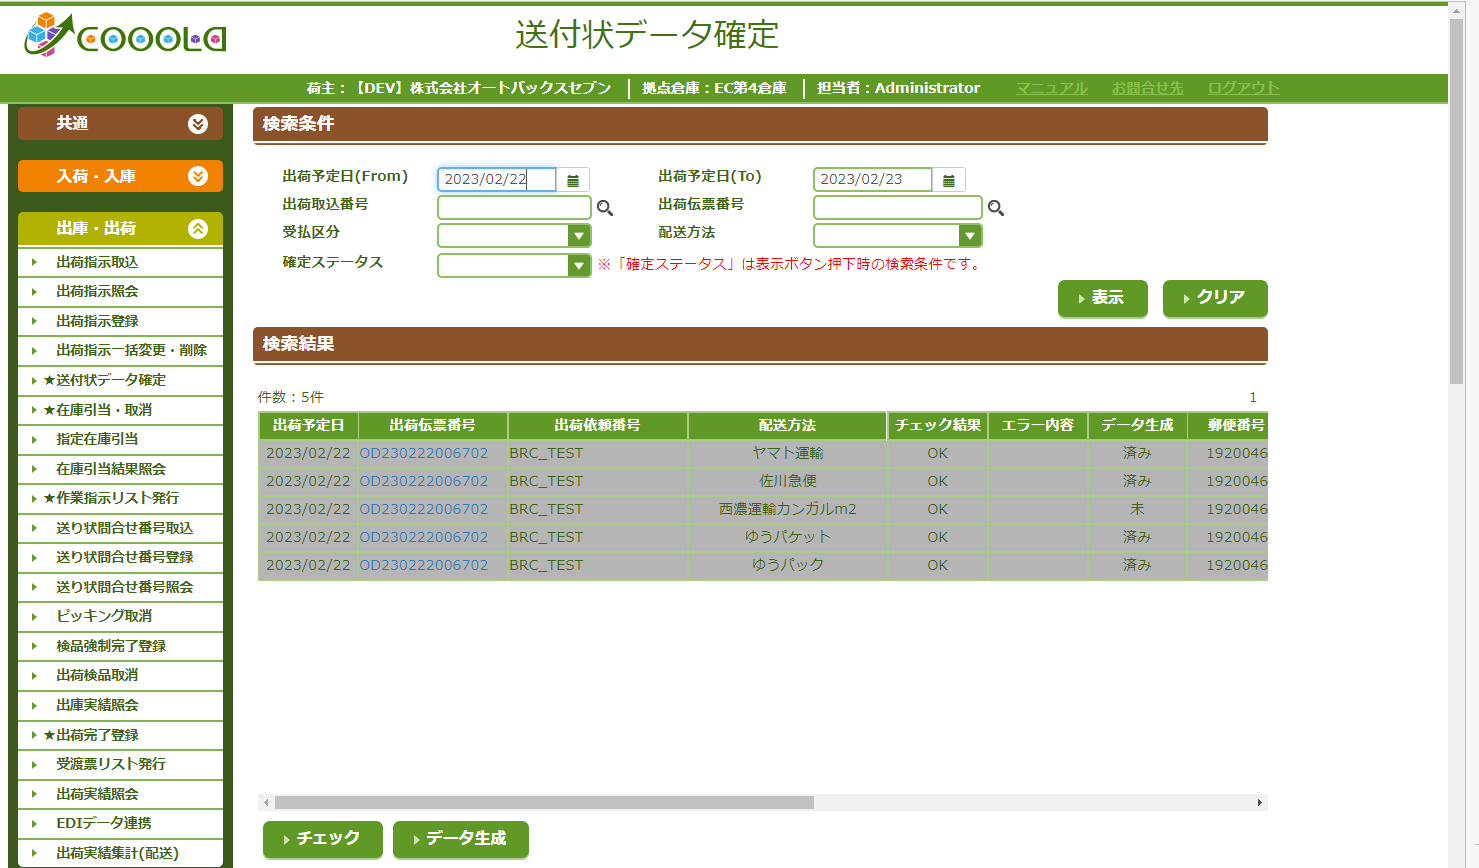 COOOLa
送付状データ確定
荷主：【DEV】株式会社オートバックスセブン 拠点倉庫：EC第4倉庫 担当者：Administrator マニュアル お問合せ先 ログアウト
共通
入荷・入庫
出庫・出荷
出荷指示取込
出荷指示照会
出荷指示登録
出荷指示一括変更・削除
★送付状データ確定
★在庫引当・取消
指定在庫引当
在庫引当結果照会
★作業指示リスト発行
送り状問合せ番号取込
送り状問合せ番号登録
送り状問合せ番号照会
ピッキング取消
検品強制完了登録
出荷検品取消
出庫実績照会
★出荷完了登録
受渡票リスト発行
出荷実績照会
EDIデータ連携
出荷実績集計(配送)
検索条件
出荷予定日(From) 2023/02/22 出荷予定日(To) 2023/02/23
出荷取込番号 出荷伝票番号
受払区分 配送方法
確定ステータス ※「確定ステータス」は表示ボタン押下時の検索条件です。
表示 クリア
検索結果
件数：5件 1
出荷予定日 出荷伝票番号 出荷依頼番号 配送方法 チェック結果 エラー内容 データ生成 郵便番号
2023/02/22 OD230222006702 BRC_TEST ヤマト運輸 OK 済み 1920046
2023/02/22 OD230222006702 BRC_TEST 佐川急便 OK 済み 1920046
2023/02/22 OD230222006702 BRC_TEST 西濃運輸カンガルm2 OK 未 1920046
2023/02/22 OD230222006702 BRC_TEST ゆうパケット OK 済み 1920046
2023/02/22 OD230222006702 BRC_TEST ゆうパック OK 済み 1920046
チェック データ生成